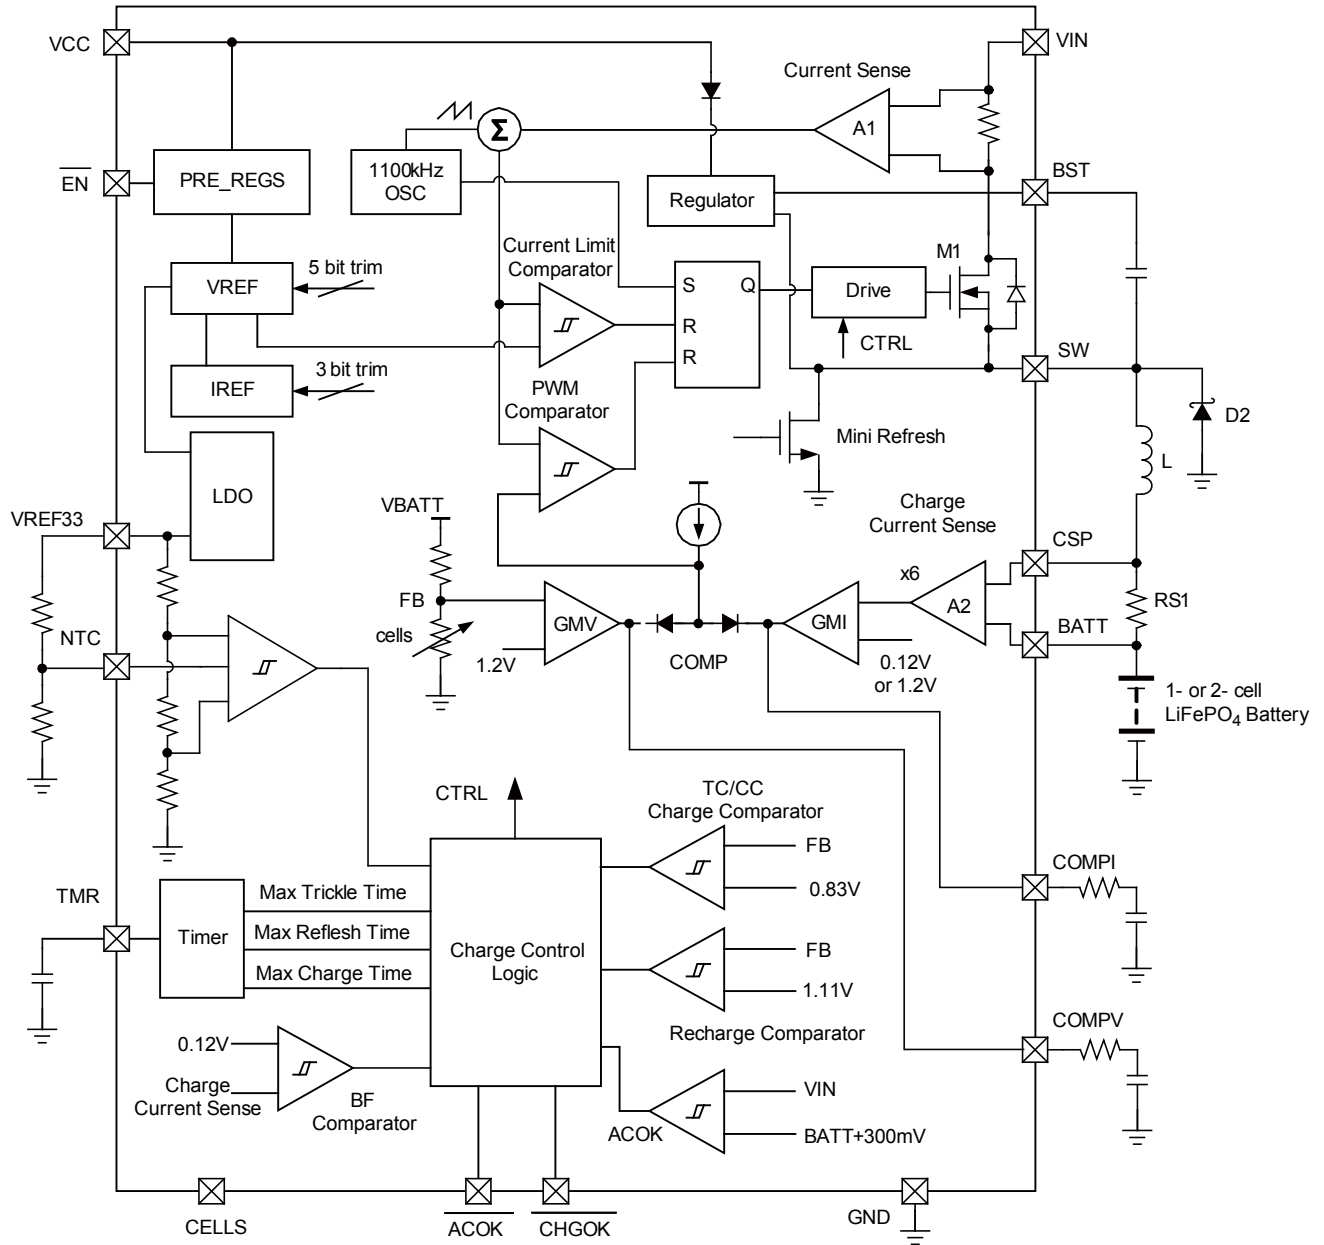 VCC
VIN
Current Sense
A1
Σ
1100kHz
OSC
EN
PRE_REGS
BST
Regulator
Current Limit
Comparator
M1
5 bit trim
VREF
S
Q
R
R
Drive
CTRL
SW
3 bit trim
IREF
PWM
Comparator
D2
Mini Refresh
L
LDO
VREF33
VBATT
Charge
Current Sense
CSP
x6
A2
RS1
FB
GMV
GMI
NTC
cells
BATT
1.2V
COMP
0.12V
or 1.2V
1- or 2- cell
LiFePO4 Battery
CTRL
TC/CC
Charge Comparator
FB
0.83V
COMPI
TMR
Timer
Max Trickle Time
Max Reflesh Time
Max Charge Time
Charge Control
Logic
FB
1.11V
Recharge Comparator
COMPV
0.12V
Charge
Current Sense
BF
Comparator
VIN
ACOK
BATT+300mV
CELLS
ACOK
CHGOK
GND